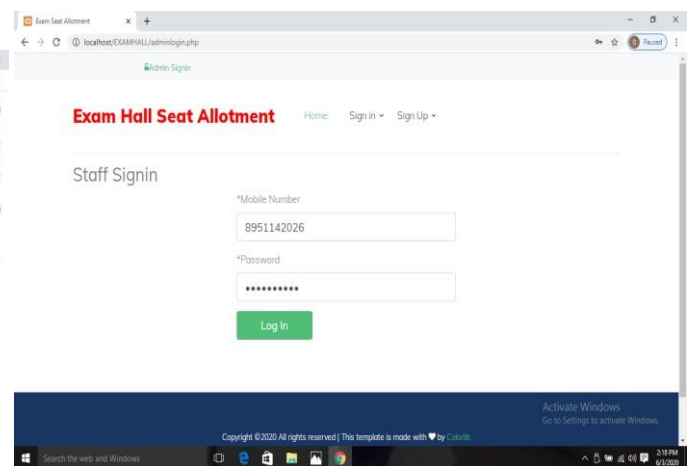 Exam Seat Allotment
localhost/EXAMHALL/adminlogin.php
Paused
Admin Signin
Exam Hall Seat Allotment Home Sign in Sign Up
Staff Signin
*Mobile Number
8951142026
*Password
Log In
Activate Windows
Go to Settings to activate Windows.
Copyright ©2020 All rights reserved | This template is made with ♥ by Colorlib
Search the web and Windows
2:18 PM
6/3/2020